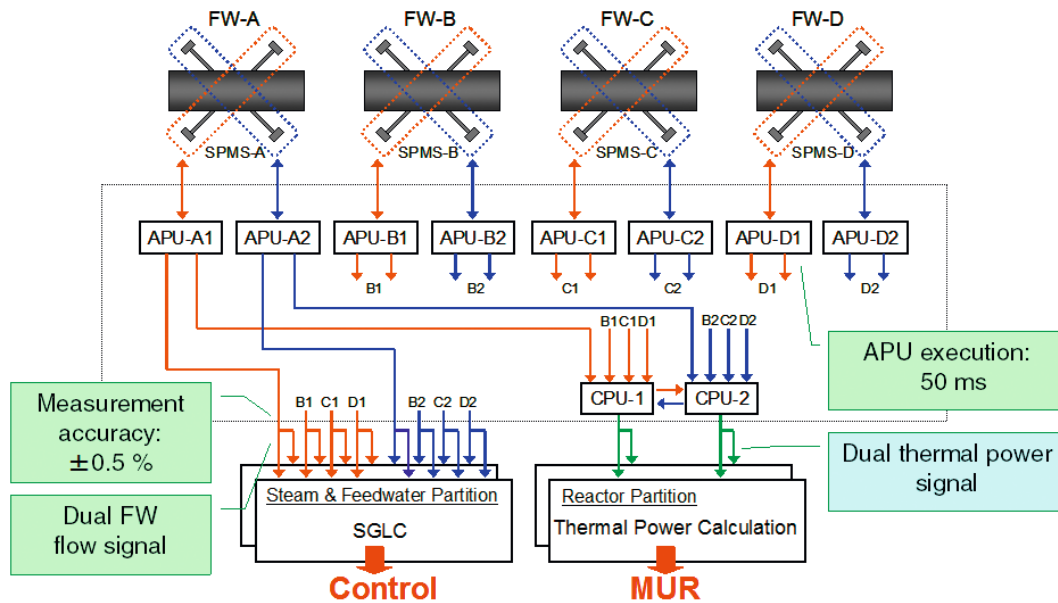 FW-A
FW-B
FW-C
FW-D
SPMS-A
SPMS-B
SPMS-C
SPMS-D
APU-A1
APU-A2
APU-B1
APU-B2
APU-C1
APU-C2
APU-D1
APU-D2
B1
B2
C1
C2
D1
D2
B1C1D1
B2C2D2
APU execution:
50 ms
CPU-1
CPU-2
Measurement
accuracy:
±0.5 %
B1 C1 D1
B2 C2 D2
Dual thermal power
signal
Steam & Feedwater Partition
SGLC
Reactor Partition
Thermal Power Calculation
Dual FW
flow signal
Control
MUR